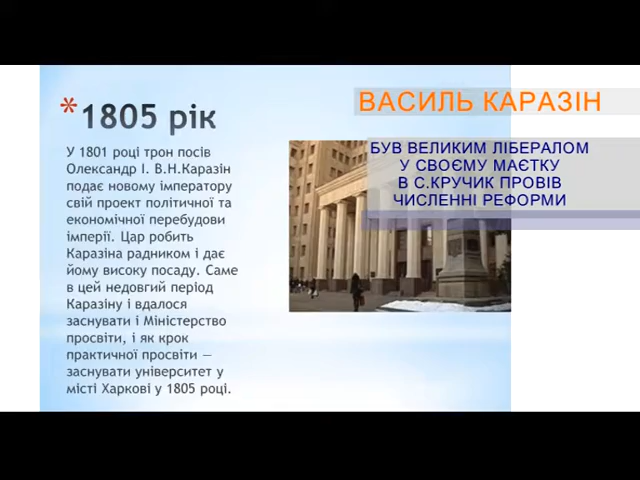 * 1805 рік
У 1801 році трон посів
Олександр І. В.Н.Каразін
подає новому імператору
свій проект політичної та
економічної перебудови
імперії. Цар робить
Каразіна радником і дає
йому високу посаду. Саме
в цей недовгий період
Каразіну і вдалося
заснувати і Міністерство
просвіти, і як крок
практичної просвіти —
заснувати університет у
місті Харкові у 1805 році.
ВАСИЛЬ КАРАЗІН
БУВ ВЕЛИКИМ ЛІБЕРАЛОМ
У СВОЄМУ МАЄТКУ
В С.КРУЧИК ПРОВІВ
ЧИСЛЕННІ РЕФОРМИ